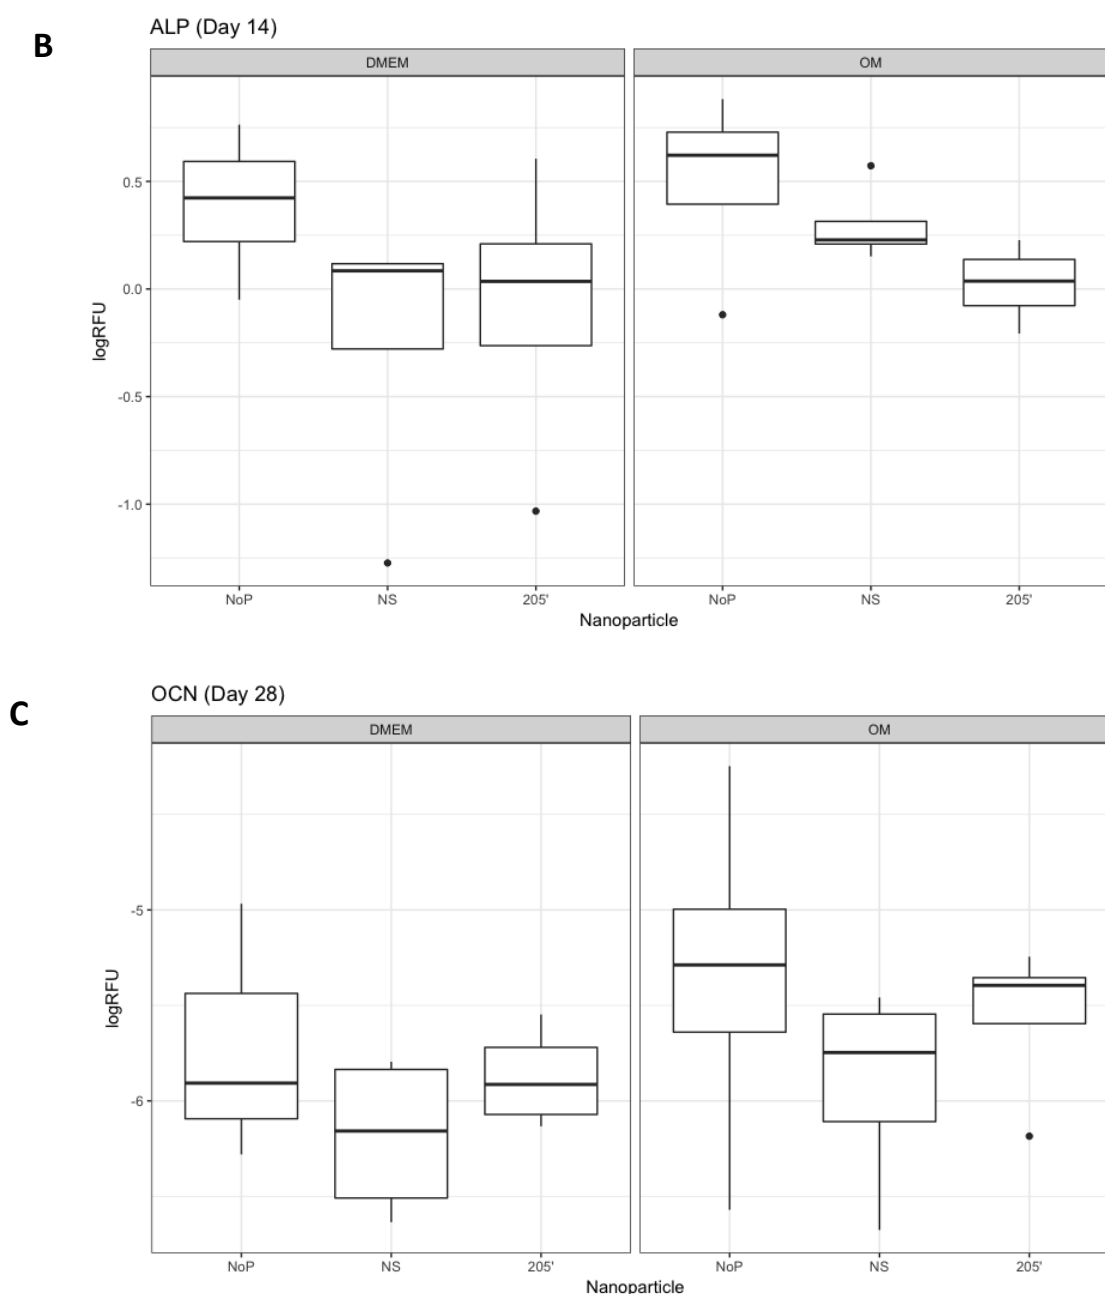 B
ALP (Day 14)
DMEM
OM
logRFU
0.5
0.0
-0.5
-1.0
NoP
NS
205'
NoP
NS
205'
Nanoparticle
C
OCN (Day 28)
DMEM
OM
logRFU
-5
-6
NoP
NS
205'
NoP
NS
205'
Nanoparticle